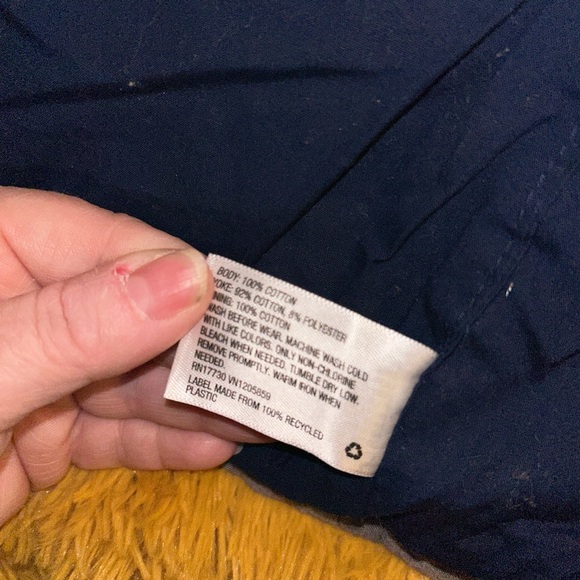 BODY: 100% COTTON
YOKE: 92% COTTON, 8% POLYESTER
NING: 100% COTTON
WASH BEFORE WEAR. MACHINE WASH COLD
WITH LIKE COLORS. ONLY NON-CHLORINE
BLEACH WHEN NEEDED. TUMBLE DRY LOW.
REMOVE PROMPTLY. WARM IRON WHEN
NEEDED.
RN17730 VN1205859
LABEL MADE FROM 100% RECYCLED
PLASTIC